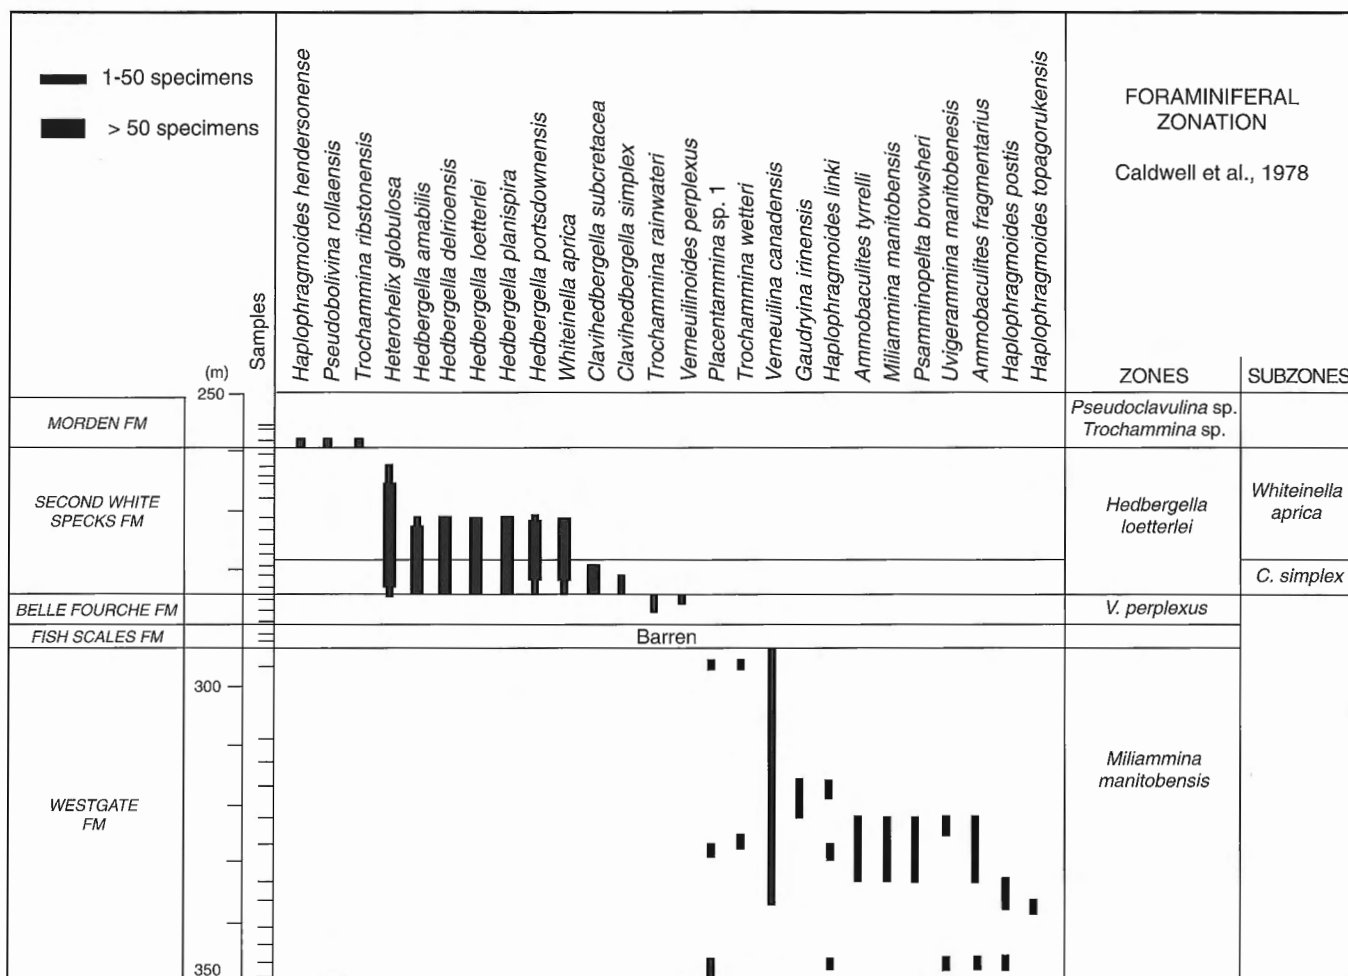 1-50 specimens
> 50 specimens
Haplophragmoides hendersonense
Pseudobolivina rollaensis
Trochammina ribstonensis
Heterohelix globulosa
Hedbergella amabilis
Hedbergella delrioensis
Hedbergella loetterlei
Hedbergella planispira
Hedbergella portsdownensis
Whiteinella aprica
Clavihedbergella subcretacea
Clavihedbergella simplex
Trochammina rainwateri
Verneuilinoides perplexus
Placentammina sp. 1
Trochammina wetteri
Verneuilina canadensis
Gaudryina irinensis
Haplophragmoides linki
Ammobaculites tyrrelli
Miliammina manitobensis
Psamminopelta browsheri
Uvigerammina manitobenesis
Ammobaculites fragmentarius
Haplophragmoides postis
Haplophragmoides topagorukensis
FORAMINIFERAL
ZONATION
Caldwell et al., 1978
(m)
Samples
ZONES
SUBZONES
250
MORDEN FM
Pseudoclavulina sp.
Trochammina sp.
SECOND WHITE
SPECKS FM
Hedbergella
loetterlei
Whiteinella
aprica
C. simplex
BELLE FOURCHE FM
V. perplexus
FISH SCALES FM
Barren
300
WESTGATE
FM
Miliammina
manitobensis
350